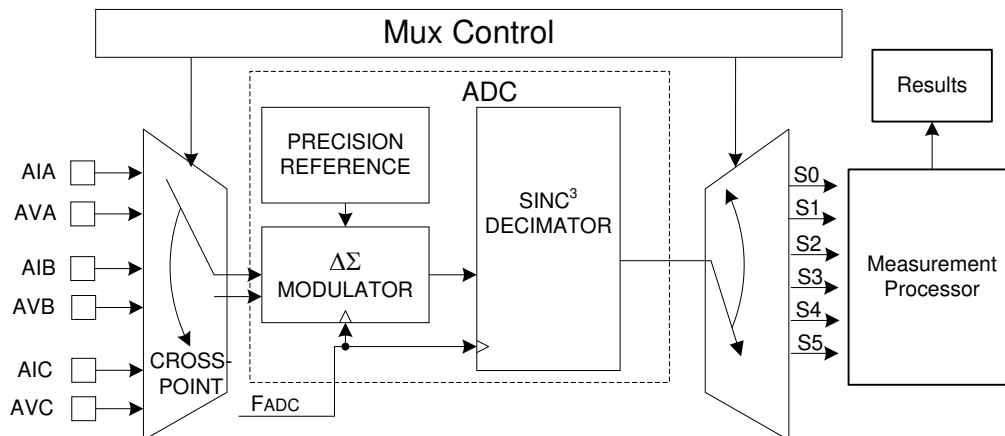 Mux Control
ADC
Results
PRECISION
REFERENCE
AIA
AVA
AIB
AVB
AIC
AVC
CROSS-
POINT
ΔΣ
MODULATOR
SINC³
DECIMATOR
FADC
S0
S1
S2
S3
S4
S5
Measurement
Processor